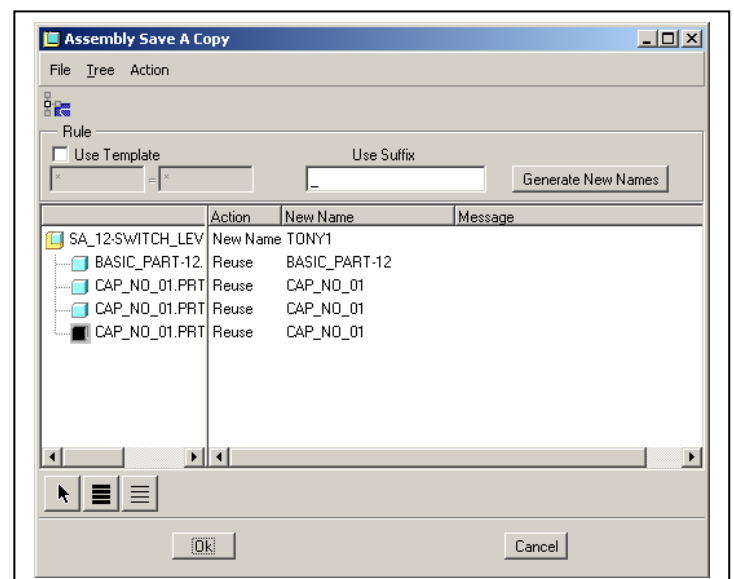 Assembly Save A Copy
File Tree Action
Rule
Use Template Use Suffix
* = * _ Generate New Names
Action New Name Message
SA_12-SWITCH_LEV New Name TONY1
BASIC_PART-12. Reuse BASIC_PART-12
CAP_NO_01.PRT Reuse CAP_NO_01
CAP_NO_01.PRT Reuse CAP_NO_01
CAP_NO_01.PRT Reuse CAP_NO_01
Ok Cancel